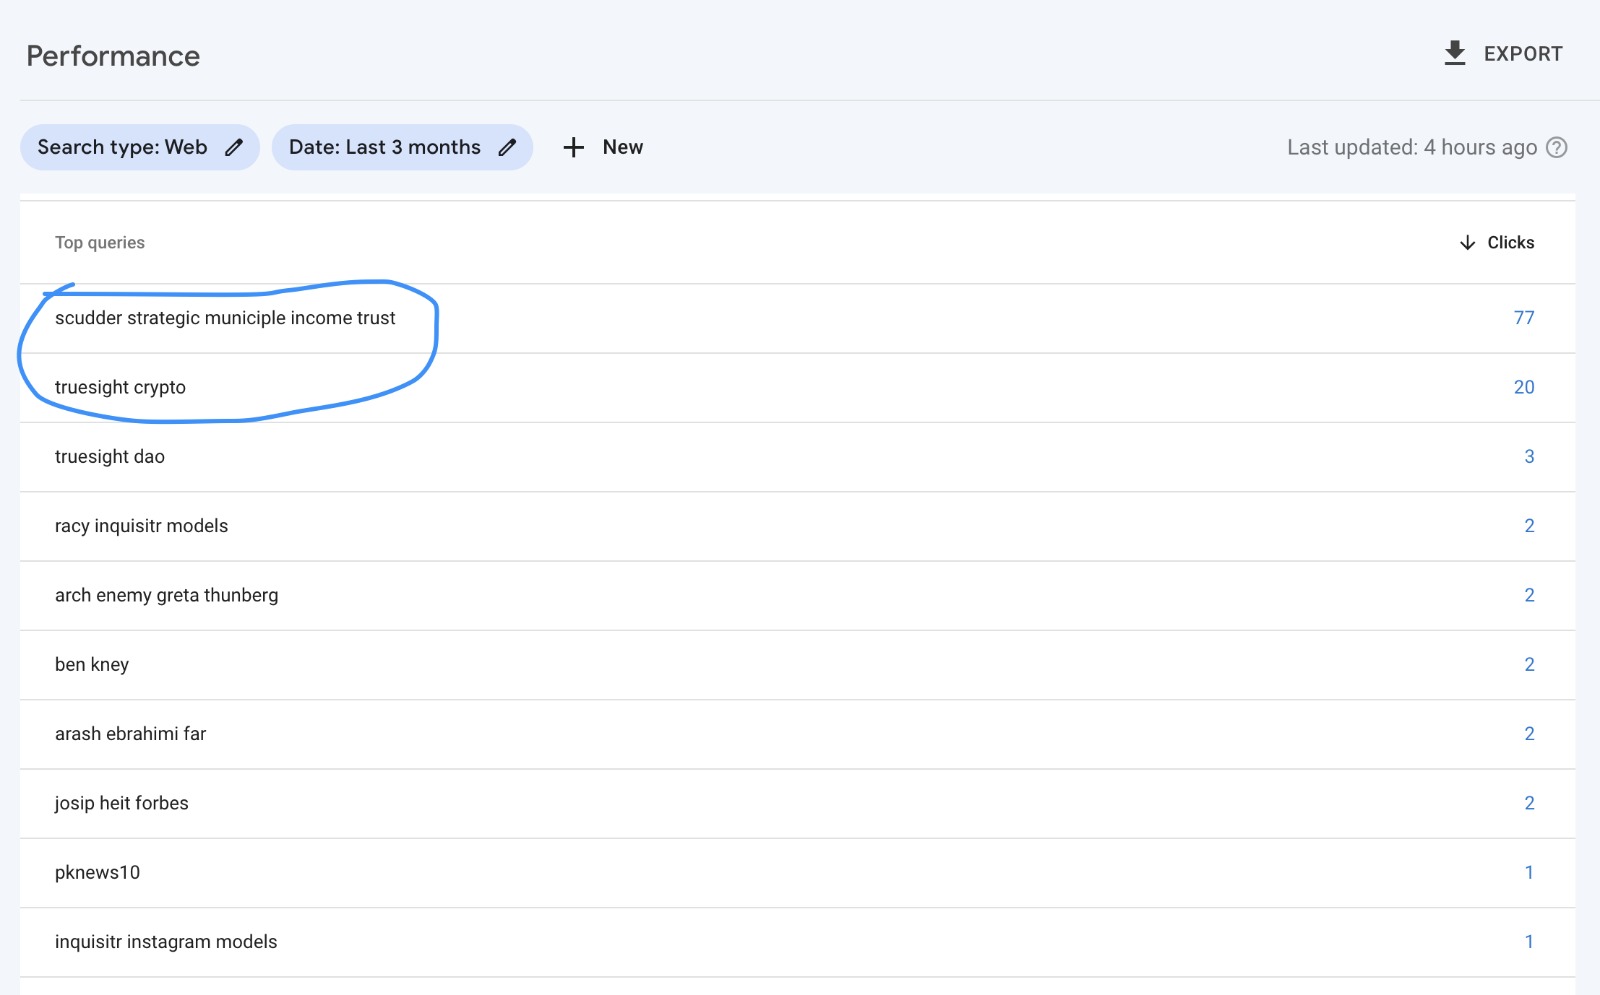 Performance
EXPORT
Search type: Web
Date: Last 3 months
New
Last updated: 4 hours ago
Top queries
Clicks
scudder strategic municiple income trust 77
truesight crypto 20
truesight dao 3
racy inquisitr models 2
arch enemy greta thunberg 2
ben kney 2
arash ebrahimi far 2
josip heit forbes 2
pknews10 1
inquisitr instagram models 1